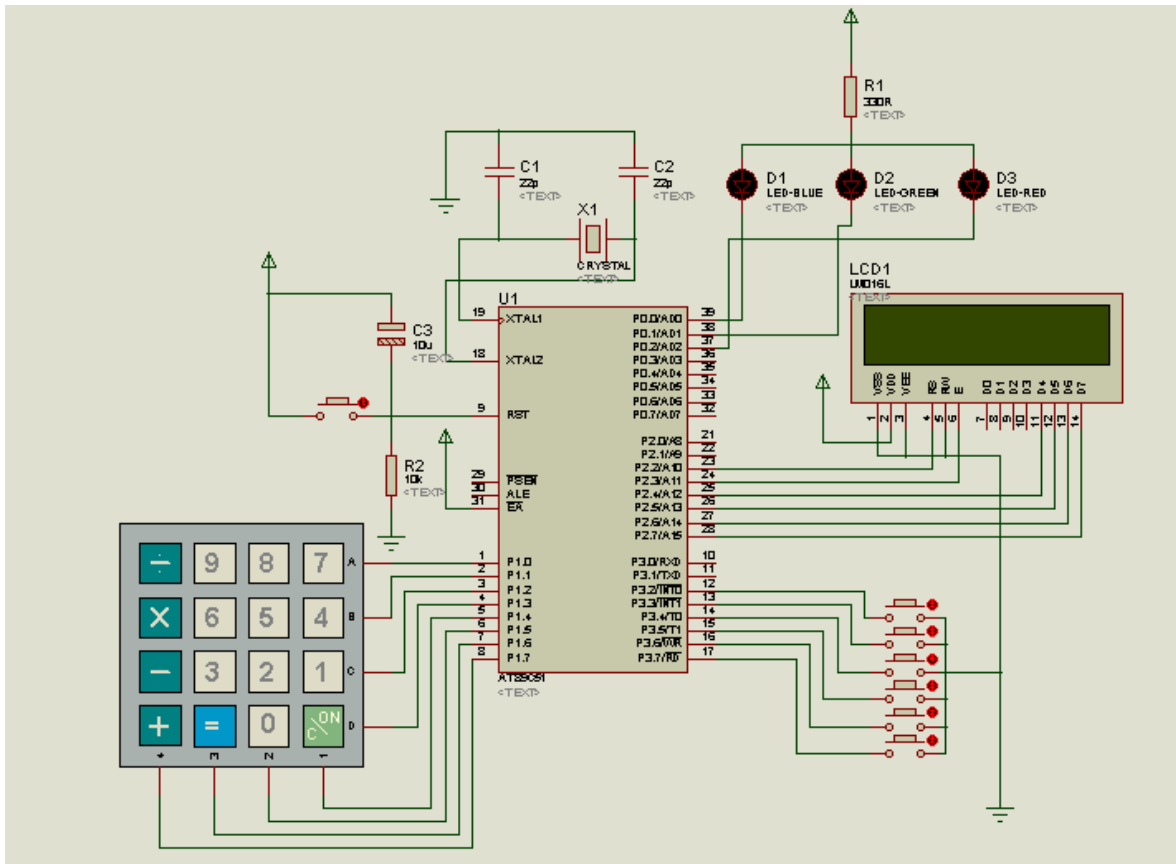 R1
330R
<TEXT>
C1
22p
<TEXT>
C2
22p
<TEXT>
D1
LED-BLUE
<TEXT>
D2
LED-GREEN
<TEXT>
D3
LED-RED
<TEXT>
X1
CRYSTAL
<TEXT>
LCD1
LM016L
<TEXT>
VSS VDD VEE RS RW E D0 D1 D2 D3 D4 D5 D6 D7
1 2 3 4 5 6 7 8 9 10 11 12 13 14
C3
10u
<TEXT>
R2
10k
<TEXT>
U1
19 XTAL1
18 XTAL2
9 RST
29 PSEN
30 ALE
31 EA
1 P1.0
2 P1.1
3 P1.2
4 P1.3
5 P1.4
6 P1.5
7 P1.6
8 P1.7
P0.0/AD0 39
P0.1/AD1 38
P0.2/AD2 37
P0.3/AD3 36
P0.4/AD4 35
P0.5/AD5 34
P0.6/AD6 33
P0.7/AD7 32
P2.0/A8 21
P2.1/A9 22
P2.2/A10 23
P2.3/A11 24
P2.4/A12 25
P2.5/A13 26
P2.6/A14 27
P2.7/A15 28
P3.0/RXD 10
P3.1/TXD 11
P3.2/INT0 12
P3.3/INT1 13
P3.4/T0 14
P3.5/T1 15
P3.6/WR 16
P3.7/RD 17
AT89C51
<TEXT>
÷ 9 8 7 A
× 6 5 4 B
− 3 2 1 C
+ = 0 ON/C D
4 3 2 1